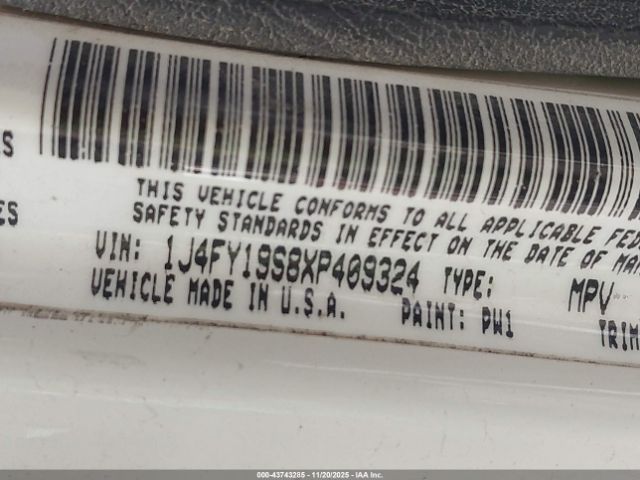 S
ES
THIS VEHICLE CONFORMS TO ALL APPLICABLE FED
SAFETY STANDARDS IN EFFECT ON THE DATE OF MA
VIN: 1J4FY19S8XP409324 TYPE: MPV
VEHICLE MADE IN U.S.A. PAINT: PW1 TRIM
000-43743285 - 11/20/2025 - IAA Inc.